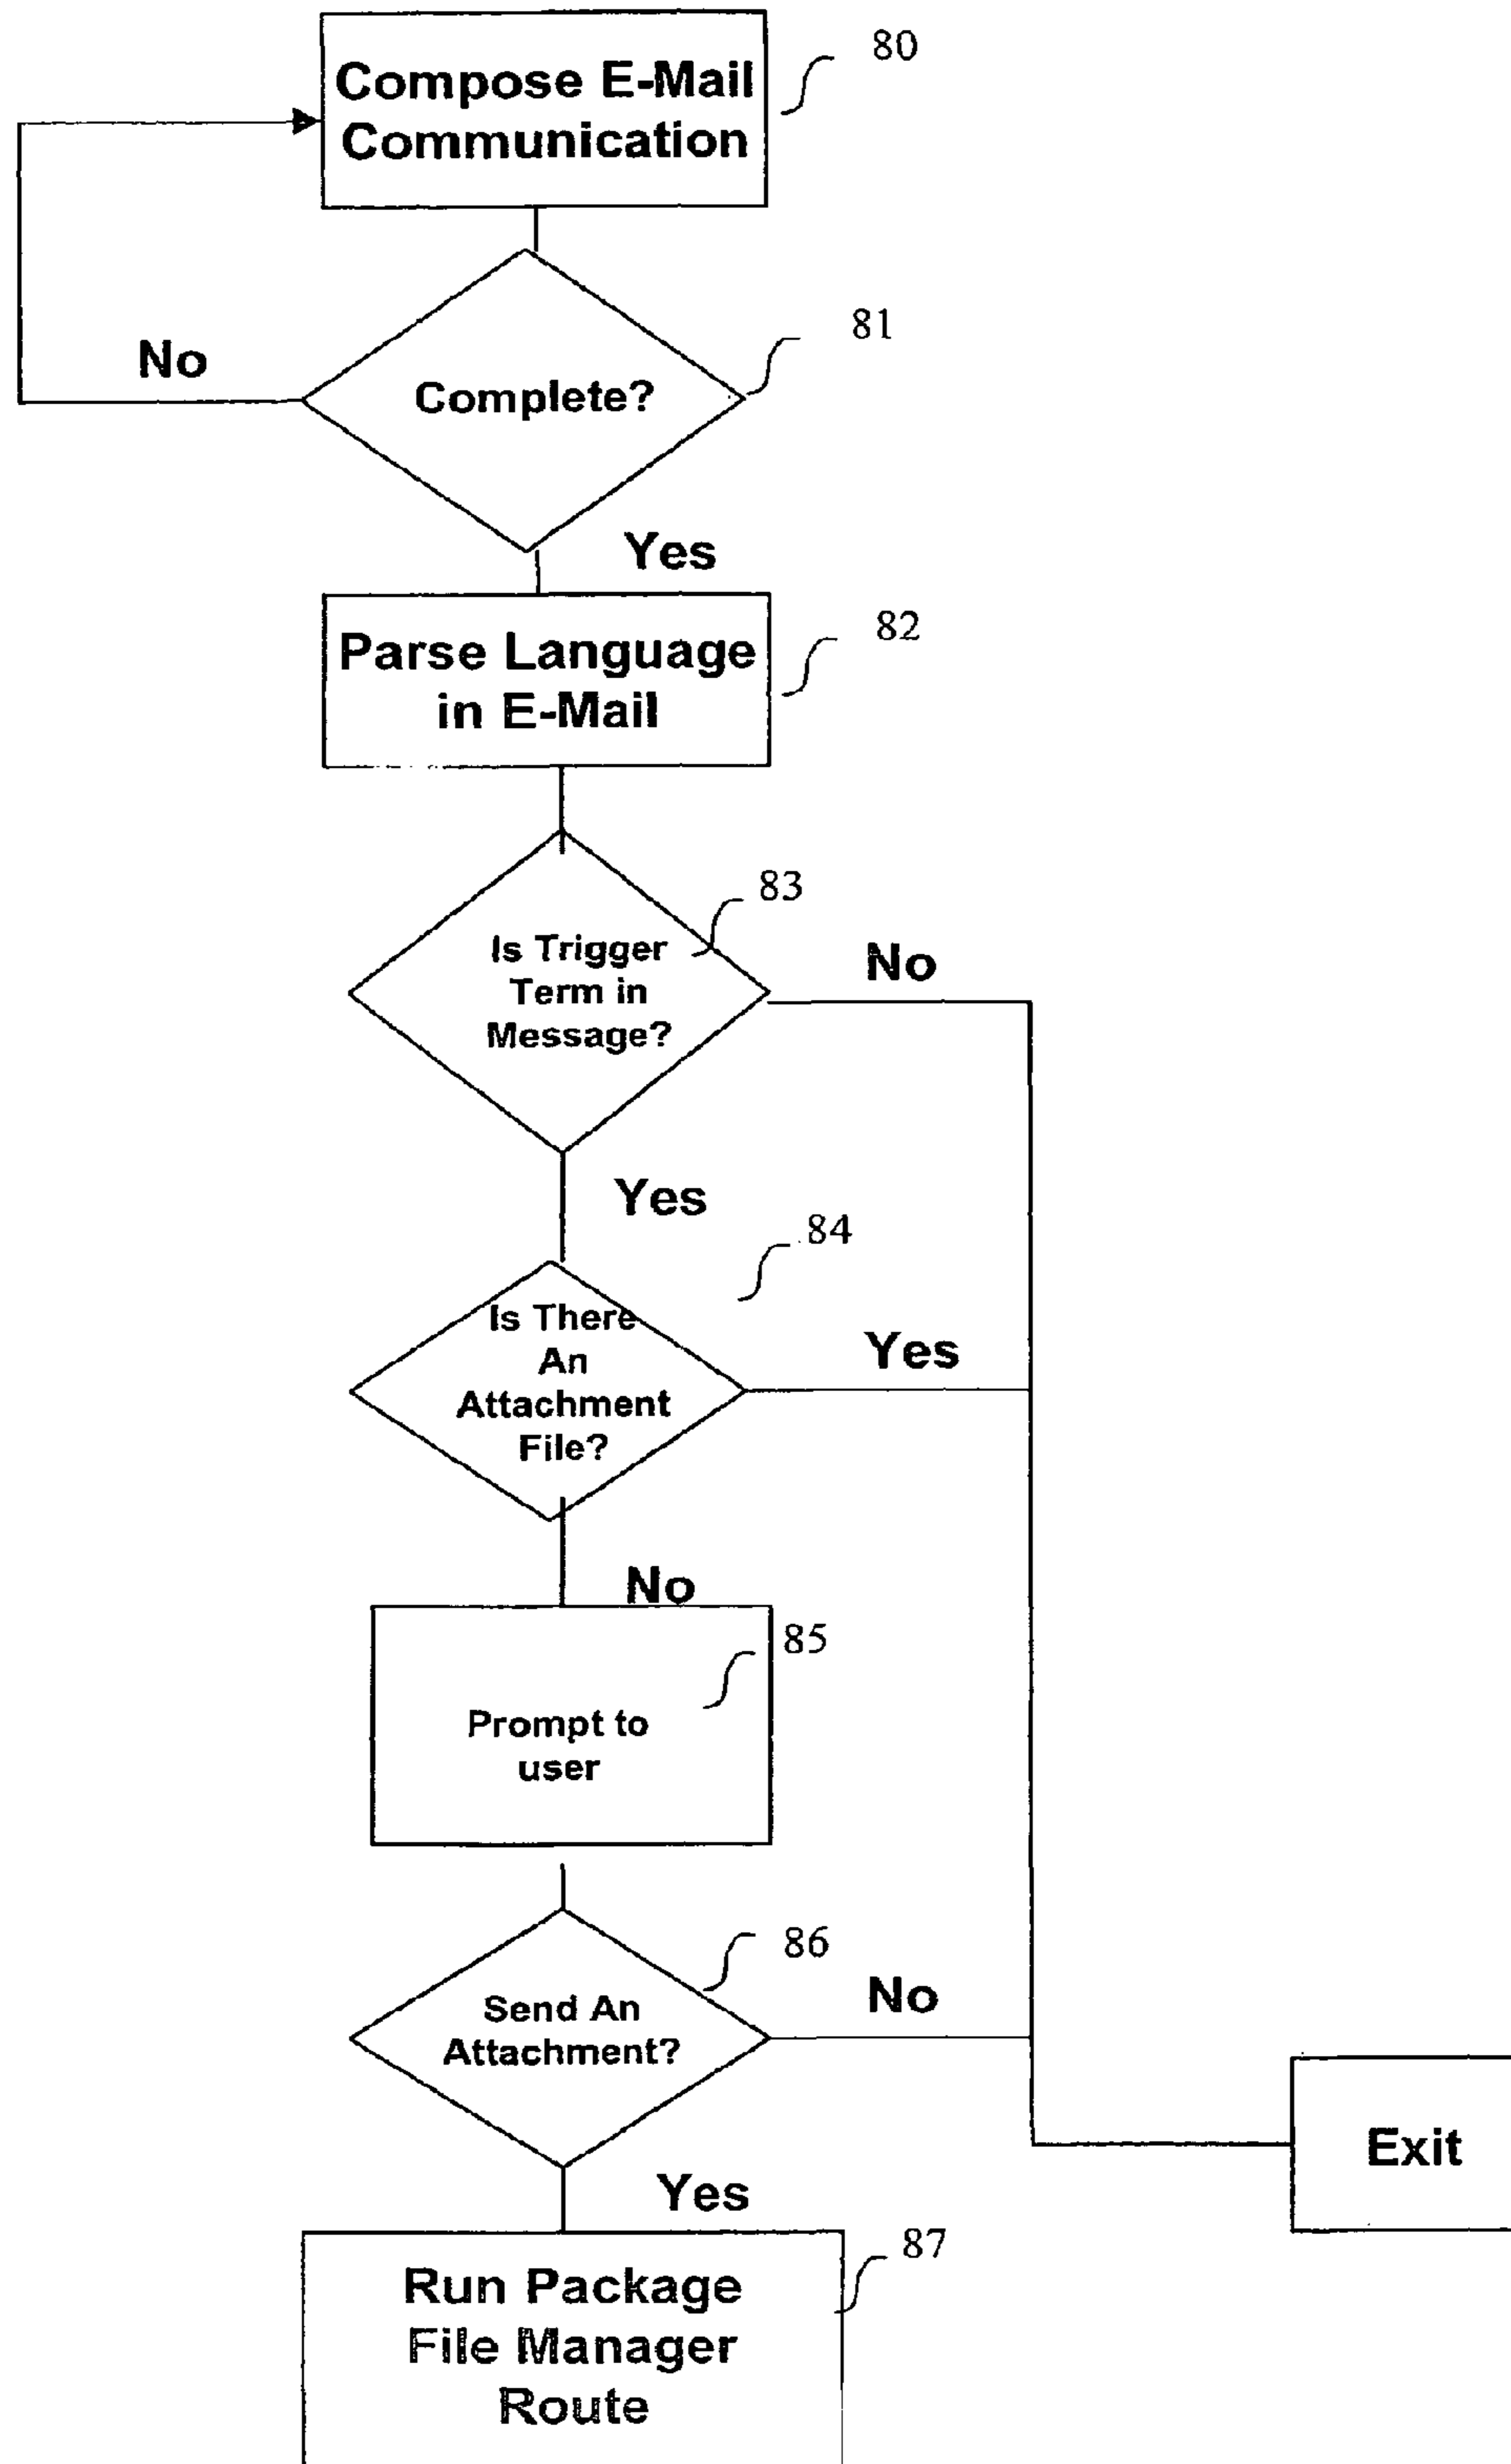 80
Compose E-Mail
Communication
81
No
Complete?
Yes
82
Parse Language
in E-Mail
83
Is Trigger
Term in
Message?
No
Yes
84
Is There
An
Attachment
File?
Yes
No
85
Prompt to
user
86
Send An
Attachment?
No
Exit
Yes
87
Run Package
File Manager
Route